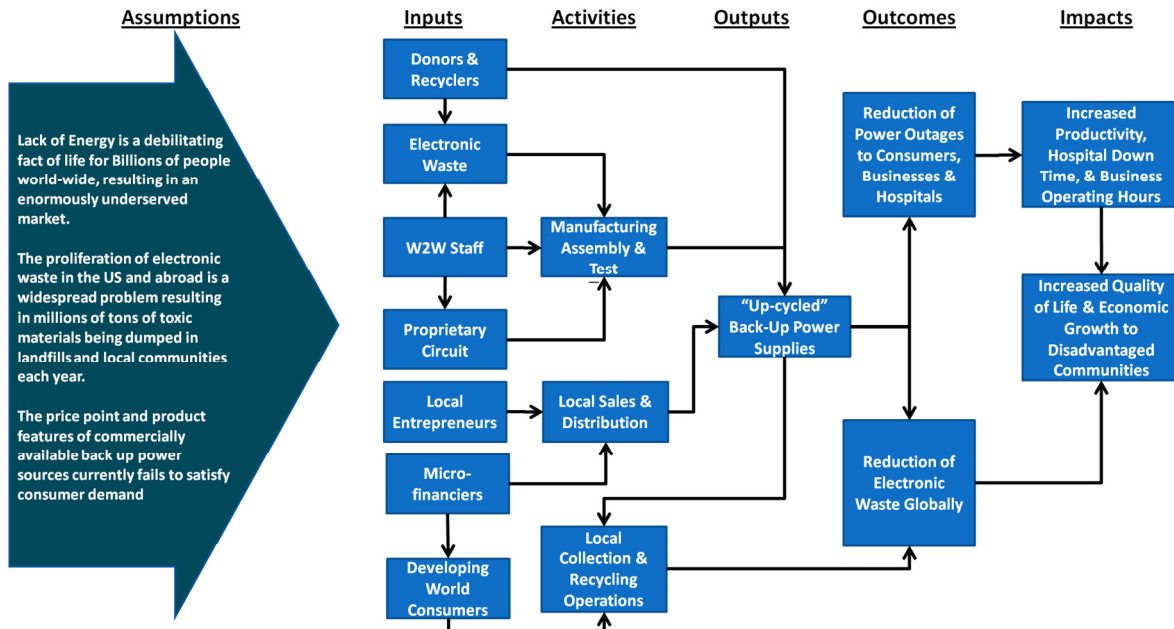 Assumptions
Inputs
Activities
Outputs
Outcomes
Impacts
Lack of Energy is a debilitating
fact of life for Billions of people
world-wide, resulting in an
enormously underserved
market.
The proliferation of electronic
waste in the US and abroad is a
widespread problem resulting
in millions of tons of toxic
materials being dumped in
landfills and local communities
each year.
The price point and product
features of commercially
available back up power
sources currently fails to satisfy
consumer demand
Donors &
Recyclers
Electronic
Waste
W2W Staff
Proprietary
Circuit
Local
Entrepreneurs
Micro-
financiers
Developing
World
Consumers
Manufacturing
Assembly &
Test
Local Sales &
Distribution
Local
Collection &
Recycling
Operations
“Up-cycled”
Back-Up Power
Supplies
Reduction of
Power Outages
to Consumers,
Businesses &
Hospitals
Reduction of
Electronic
Waste Globally
Increased
Productivity,
Hospital Down
Time, & Business
Operating Hours
Increased Quality
of Life & Economic
Growth to
Disadvantaged
Communities